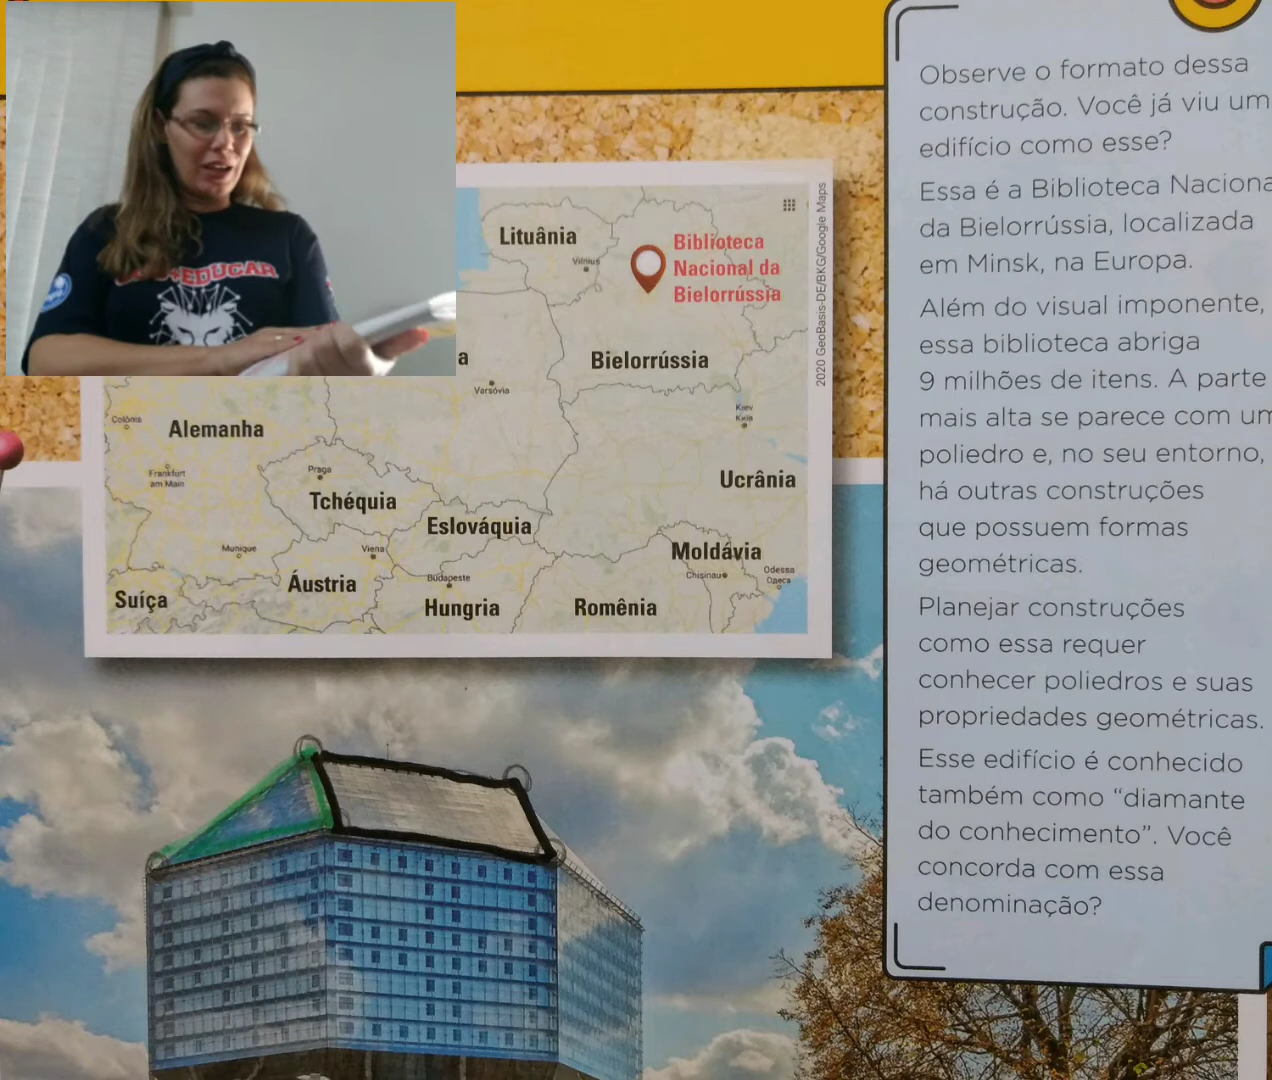 EDUCAR
Lituânia
Vilnius
Biblioteca
Nacional da
Bielorrússia
2020 GeoBasis-DE/BKG/Google Maps
a
Bielorrússia
Varsóvia
Colônia
Alemanha
Kiev
Київ
Frankfurt
am Main
Praga
Tchéquia
Ucrânia
Eslováquia
Munique
Viena
Moldávia
Áustria
Budapeste
Chisinau
Odessa
Одеса
Suíça
Hungria
Romênia
Observe o formato dessa
construção. Você já viu um
edifício como esse?
Essa é a Biblioteca Naciona
da Bielorrússia, localizada
em Minsk, na Europa.
Além do visual imponente,
essa biblioteca abriga
9 milhões de itens. A parte
mais alta se parece com um
poliedro e, no seu entorno,
há outras construções
que possuem formas
geométricas.
Planejar construções
como essa requer
conhecer poliedros e suas
propriedades geométricas.
Esse edifício é conhecido
também como “diamante
do conhecimento”. Você
concorda com essa
denominação?